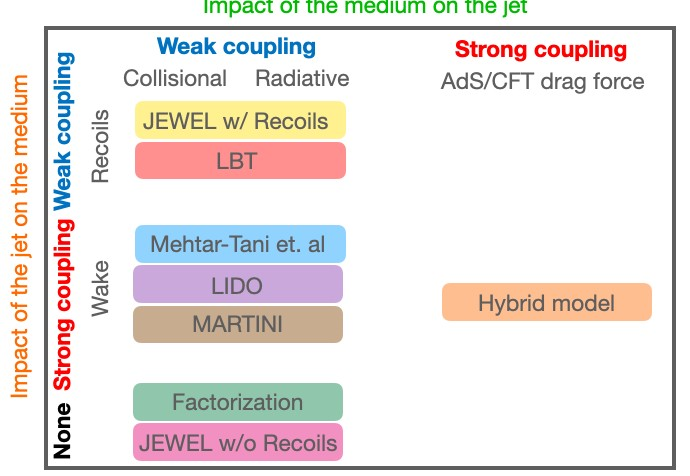 Impact of the medium on the jet
Weak coupling
Strong coupling
Collisional Radiative
AdS/CFT drag force
Impact of the jet on the medium
Weak coupling
Recoils
JEWEL w/ Recoils
LBT
Strong coupling
Wake
Mehtar-Tani et. al
LIDO
MARTINI
Hybrid model
None
Factorization
JEWEL w/o Recoils